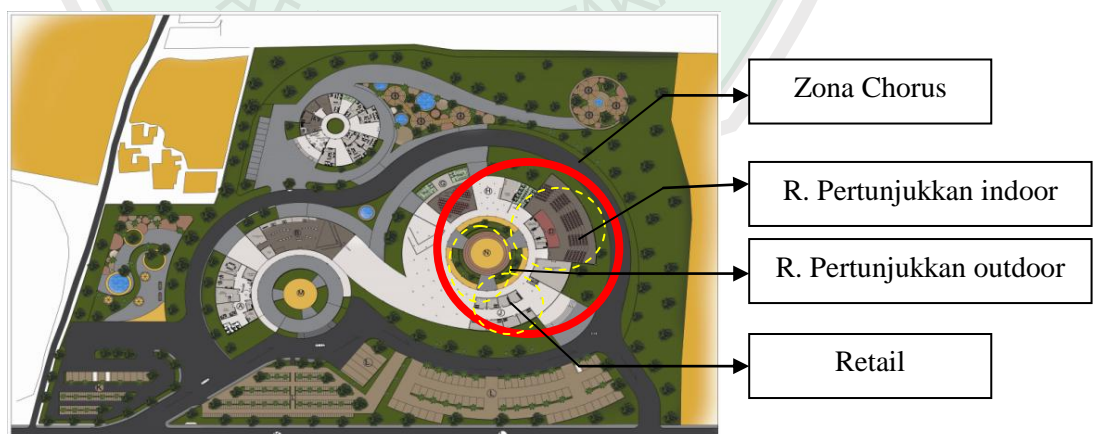 Zona Chorus
R. Pertunjukkan indoor
R. Pertunjukkan outdoor
Retail
G
H
B
N
M
A
J
L
L
K